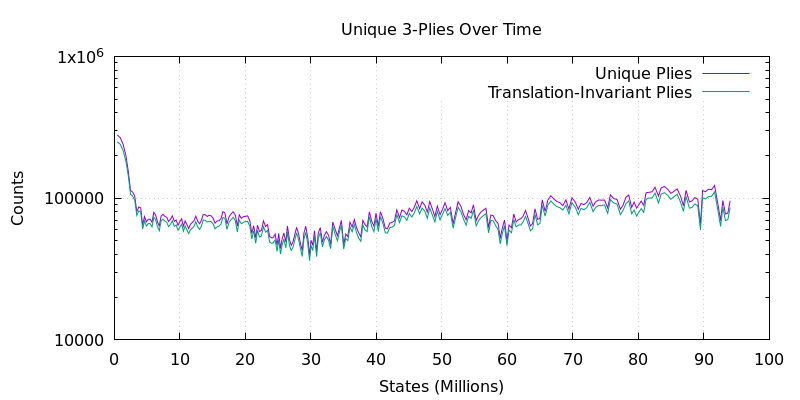 Unique 3-Plies Over Time
1x10^6
Unique Plies
Translation-Invariant Plies
Counts
100000
10000
0 10 20 30 40 50 60 70 80 90 100
States (Millions)